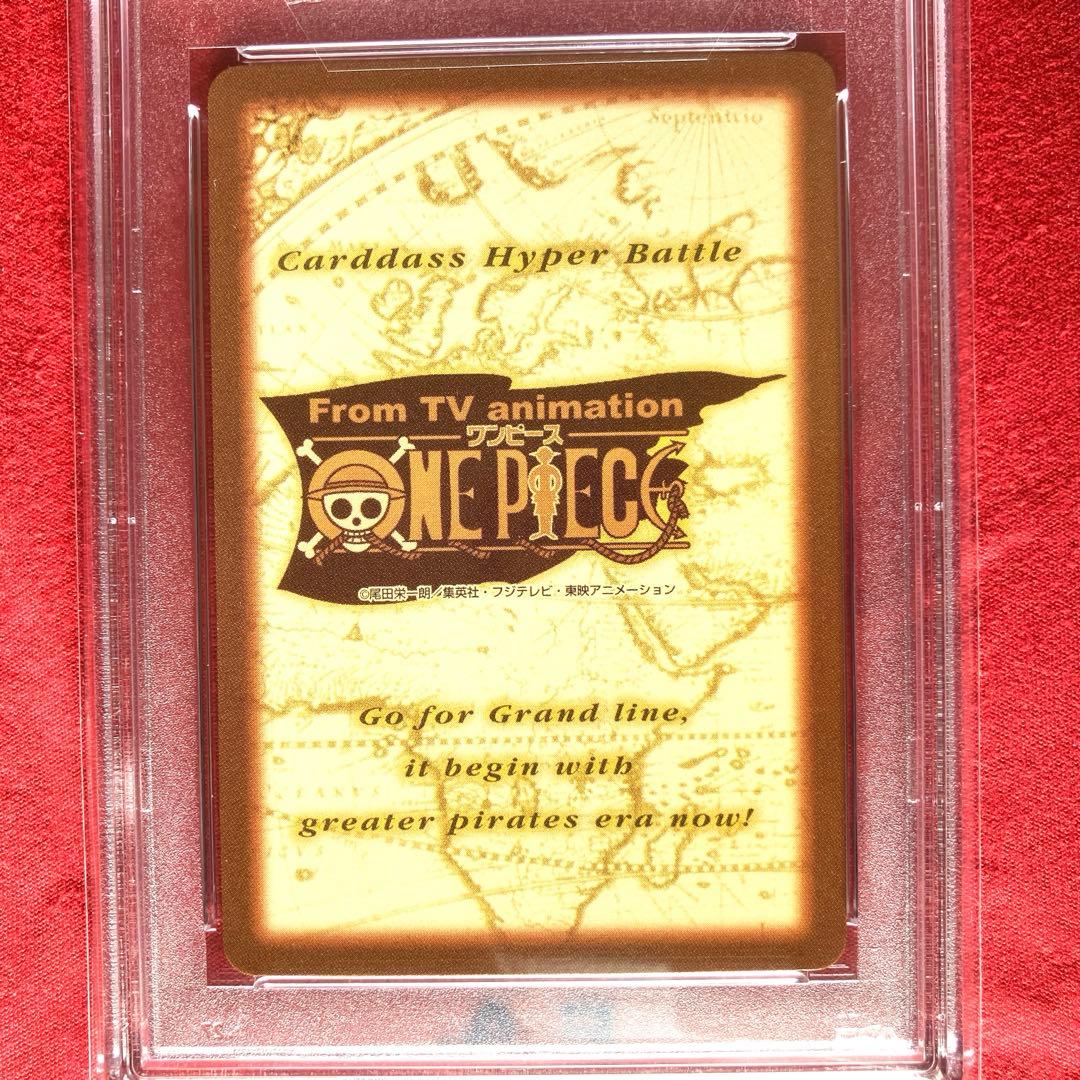 Septentrio
Carddass Hyper Battle
From TV animation
ワンピース
ONE PIECE
©尾田栄一朗/集英社・フジテレビ・東映アニメーション
Go for Grand line,
it begin with
greater pirates era now!